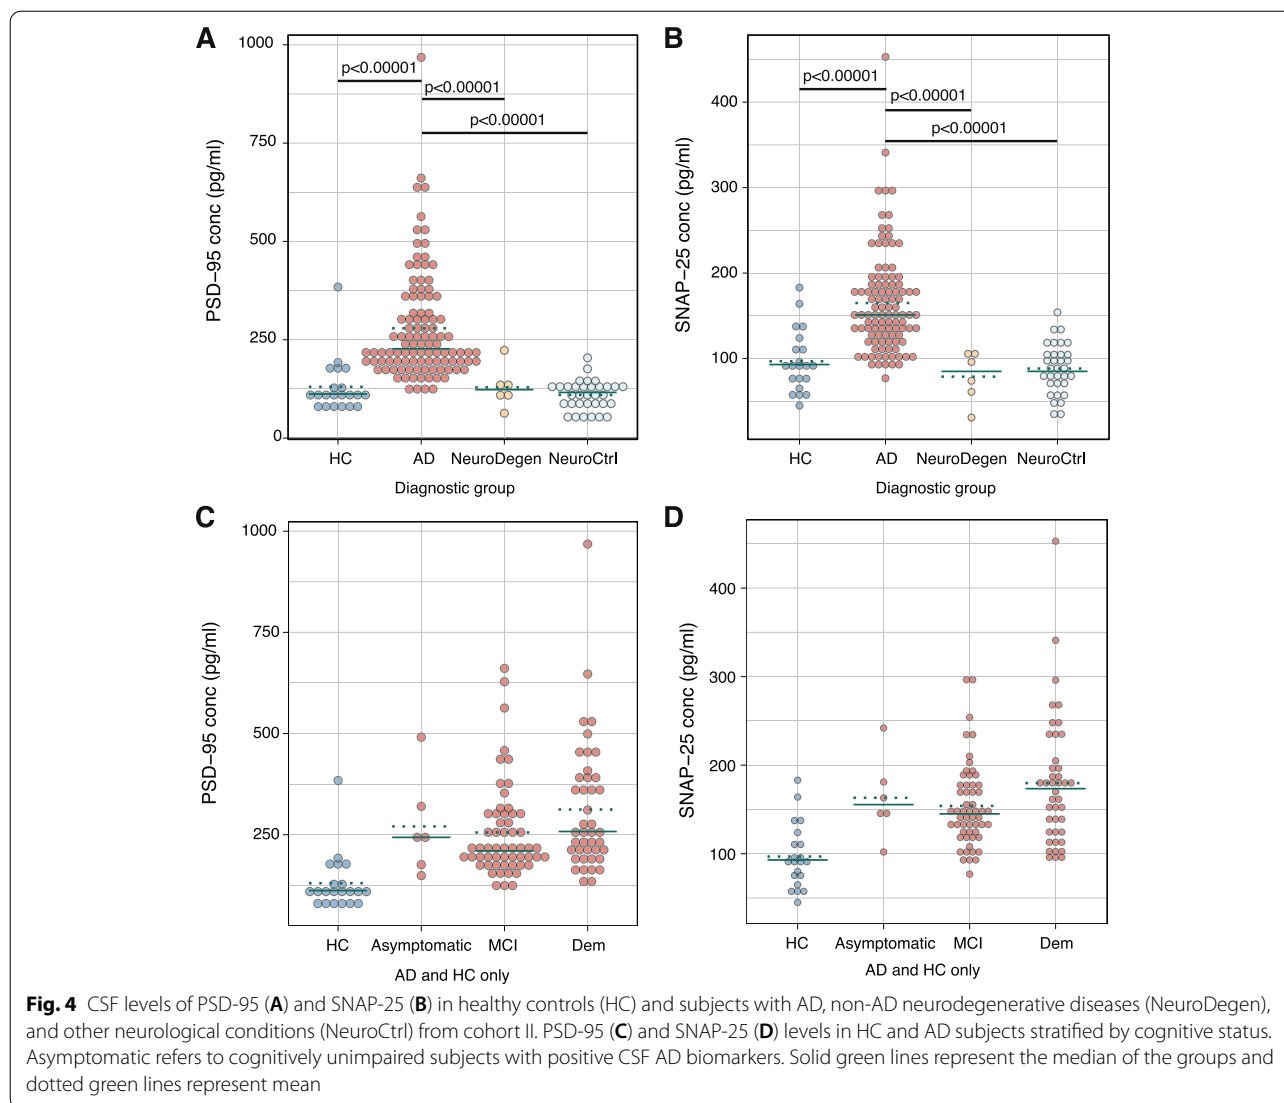 A
1000
750
500
250
0
PSD−95 conc (pg/ml)
p<0.00001
p<0.00001
p<0.00001
HC
AD
NeuroDegen
NeuroCtrl
Diagnostic group
B
400
300
200
100
SNAP−25 conc (pg/ml)
p<0.00001
p<0.00001
p<0.00001
HC
AD
NeuroDegen
NeuroCtrl
Diagnostic group
C
1000
750
500
250
PSD−95 conc (pg/ml)
HC
Asymptomatic
MCI
Dem
AD and HC only
D
400
300
200
100
SNAP−25 conc (pg/ml)
HC
Asymptomatic
MCI
Dem
AD and HC only
Fig. 4 CSF levels of PSD-95 (A) and SNAP-25 (B) in healthy controls (HC) and subjects with AD, non-AD neurodegenerative diseases (NeuroDegen),
and other neurological conditions (NeuroCtrl) from cohort II. PSD-95 (C) and SNAP-25 (D) levels in HC and AD subjects stratified by cognitive status.
Asymptomatic refers to cognitively unimpaired subjects with positive CSF AD biomarkers. Solid green lines represent the median of the groups and
dotted green lines represent mean